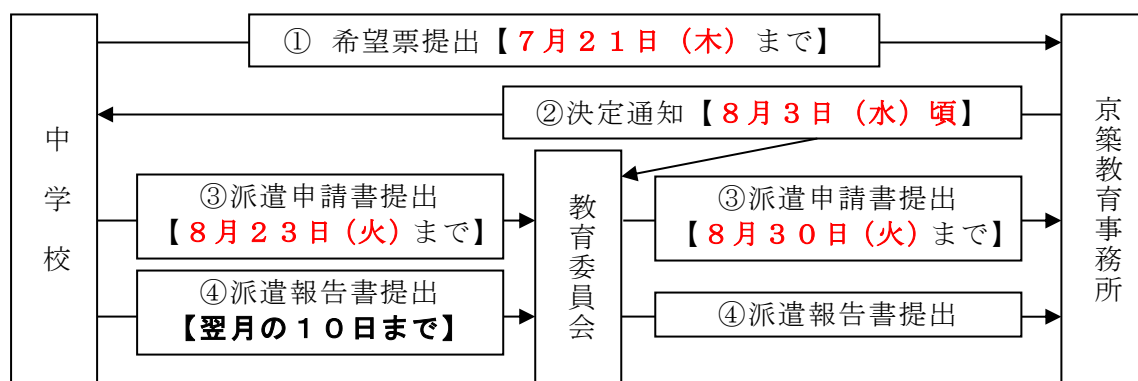 中学校
① 希望票提出【７月２１日（木）まで】
②決定通知【８月３日（水）頃】
京築教育事務所
教育委員会
③派遣申請書提出
【８月２３日（火）まで】
③派遣申請書提出
【８月３０日（火）まで】
④派遣報告書提出
【翌月の１０日まで】
④派遣報告書提出